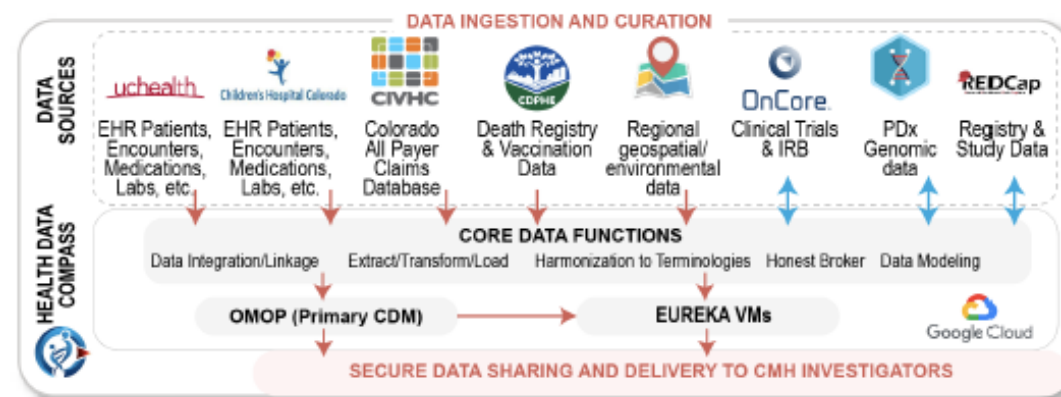 DATA INGESTION AND CURATION
DATA
SOURCES
uchealth
Children's Hospital Colorado
CIVHC
CDPHE
OnCore.
REDCap
EHR Patients,
Encounters,
Medications,
Labs, etc.
EHR Patients,
Encounters,
Medications,
Labs, etc.
Colorado
All Payer
Claims
Database
Death Registry
& Vaccination
Data
Regional
geospatial/
environmental
data
Clinical Trials
& IRB
PDx
Genomic
data
Registry &
Study Data
HEALTH DATA
COMPASS
CORE DATA FUNCTIONS
Data Integration/Linkage Extract/Transform/Load Harmonization to Terminologies Honest Broker Data Modeling
OMOP (Primary CDM)
EUREKA VMs
Google Cloud
SECURE DATA SHARING AND DELIVERY TO CMH INVESTIGATORS